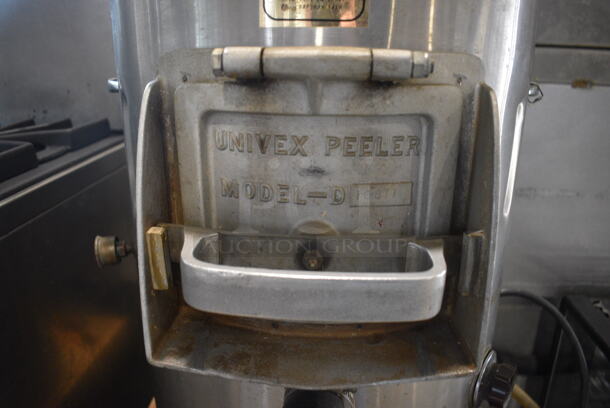 UNIVEX PEELER
MODEL-D
AUCTION GROUP